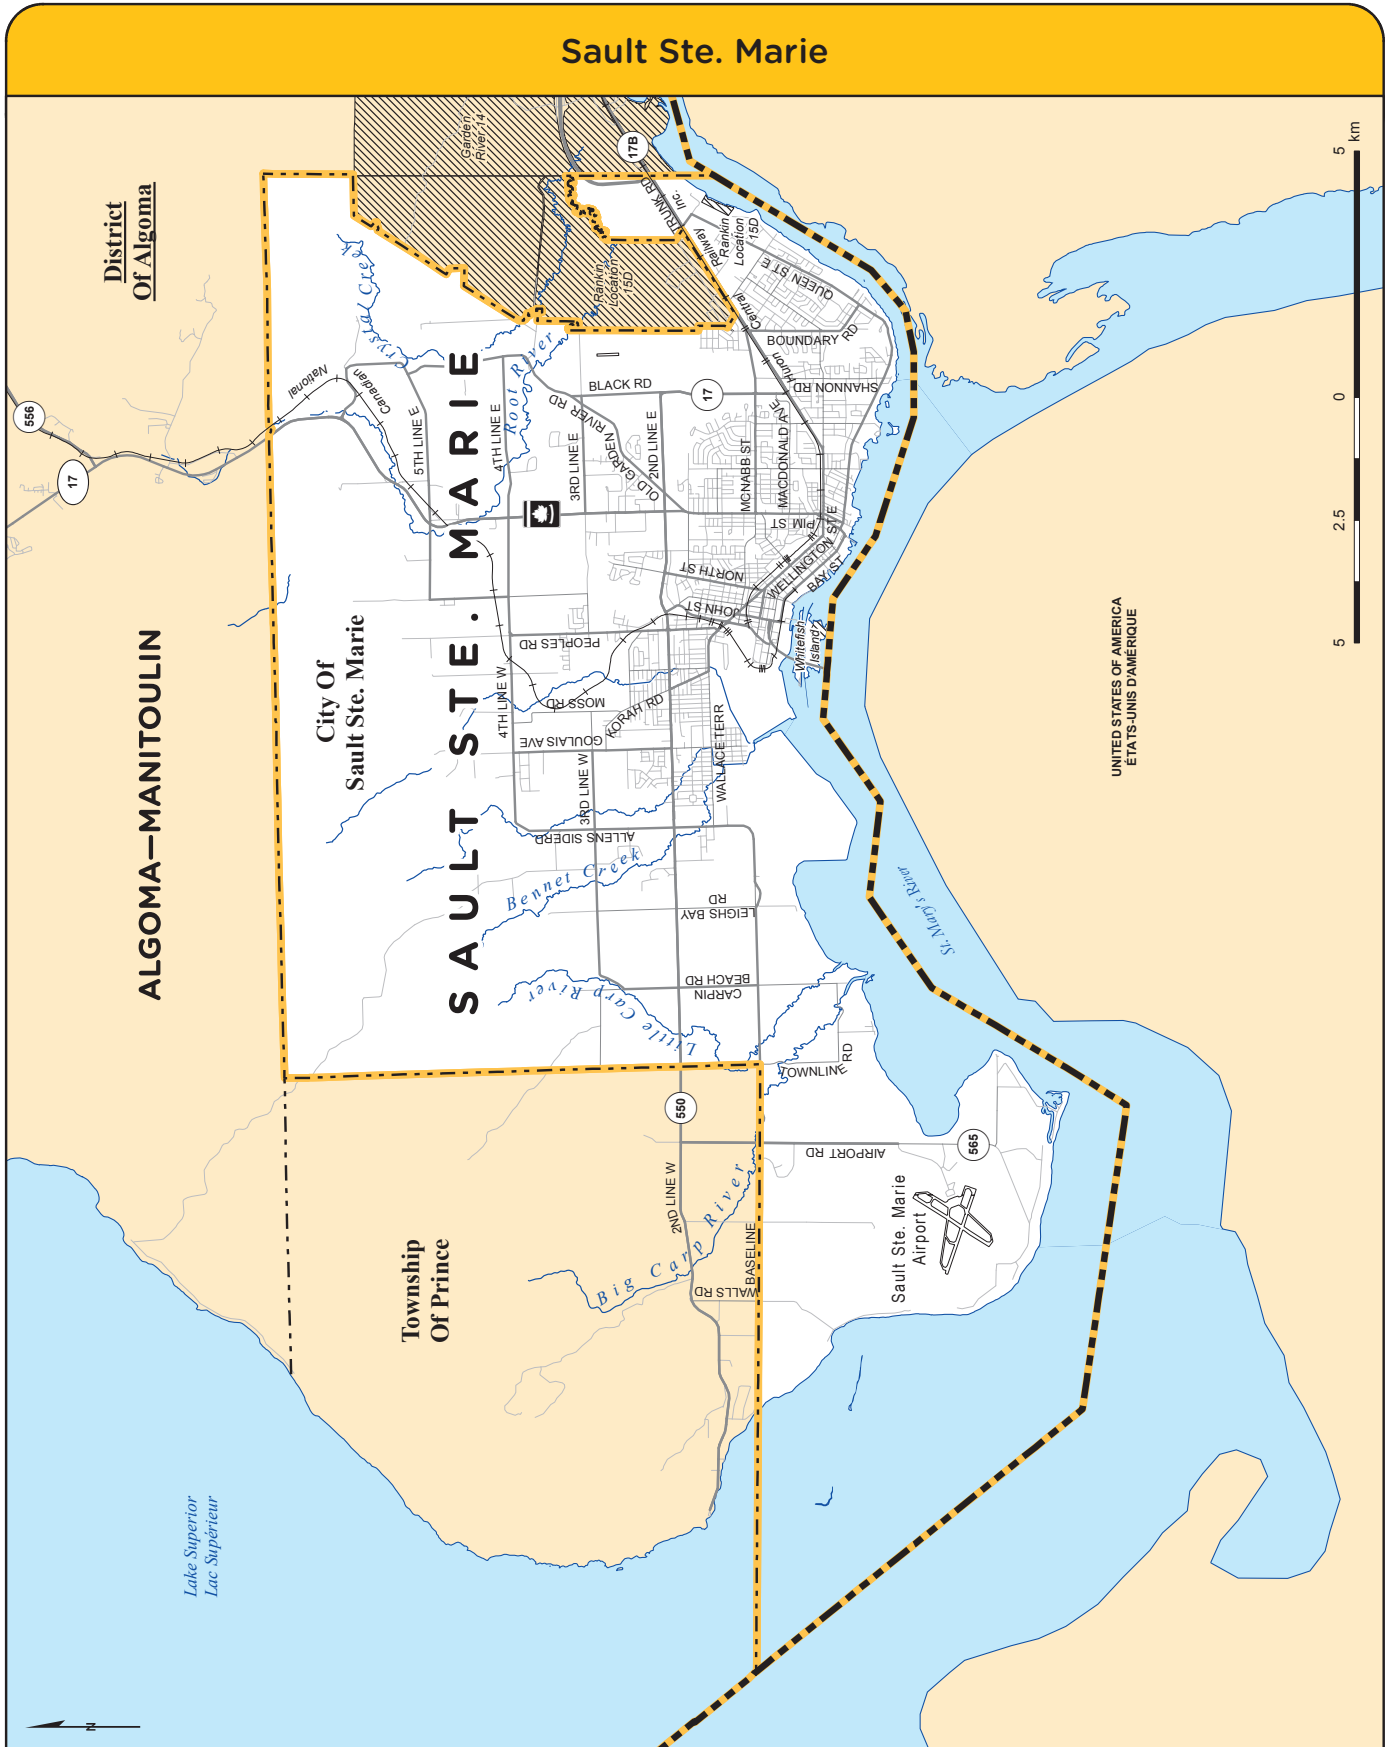 Sault Ste. Marie
District
Of Algoma
ALGOMA—MANITOULIN
City Of
Sault Ste. Marie
SAULT STE. MARIE
Township
Of Prince
Lake Superior
Lac Supérieur
UNITED STATES OF AMERICA
ÉTATS-UNIS D'AMÉRIQUE
St. Mary's River
Garden
River 14
Rankin
Location
15D
Rankin
Location
15D
Whitefish
Island
Sault Ste. Marie
Airport
Crystal Creek
Root River
Bennet Creek
Little Carp River
Big Carp River
Canadian
National
Huron
Central
Railway
Inc.
556
17
17
17B
550
565
TRUNK RD
QUEEN ST E
BOUNDARY RD
SHANNON RD
BLACK RD
OLD GARDEN RIVER RD
5TH LINE E
4TH LINE E
3RD LINE E
2ND LINE E
MCNABB ST
MACDONALD AVE
PIM ST
WELLINGTON ST E
BAY ST
NORTH ST
JOHN ST
PEOPLES RD
MOSS RD
KORAH RD
GOULAIS AVE
4TH LINE W
3RD LINE W
WALLACE TERR
ALLENS SIDERD
LEIGHS BAY
RD
CARPIN
BEACH RD
TOWNLINE
RD
AIRPORT RD
2ND LINE W
BASELINE
WALLS RD
N
5
2.5
0
5
km